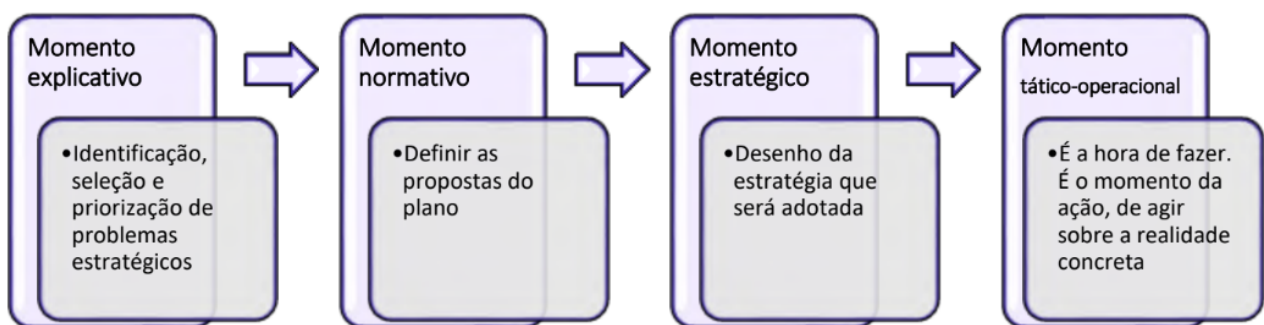 Momento
explicativo
•Identificação,
seleção e
priorização de
problemas
estratégicos
Momento
normativo
•Definir as
propostas do
plano
Momento
estratégico
•Desenho da
estratégia que
será adotada
Momento
tático-operacional
•É a hora de fazer.
É o momento da
ação, de agir
sobre a realidade
concreta